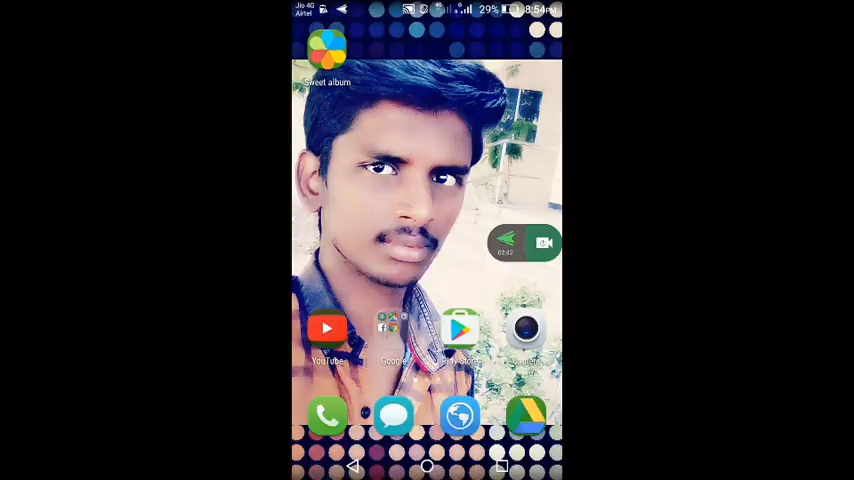 Jio 4G
Airtel
29%
8:54PM
Sweet album
02:42
YouTube
Google
Play Store